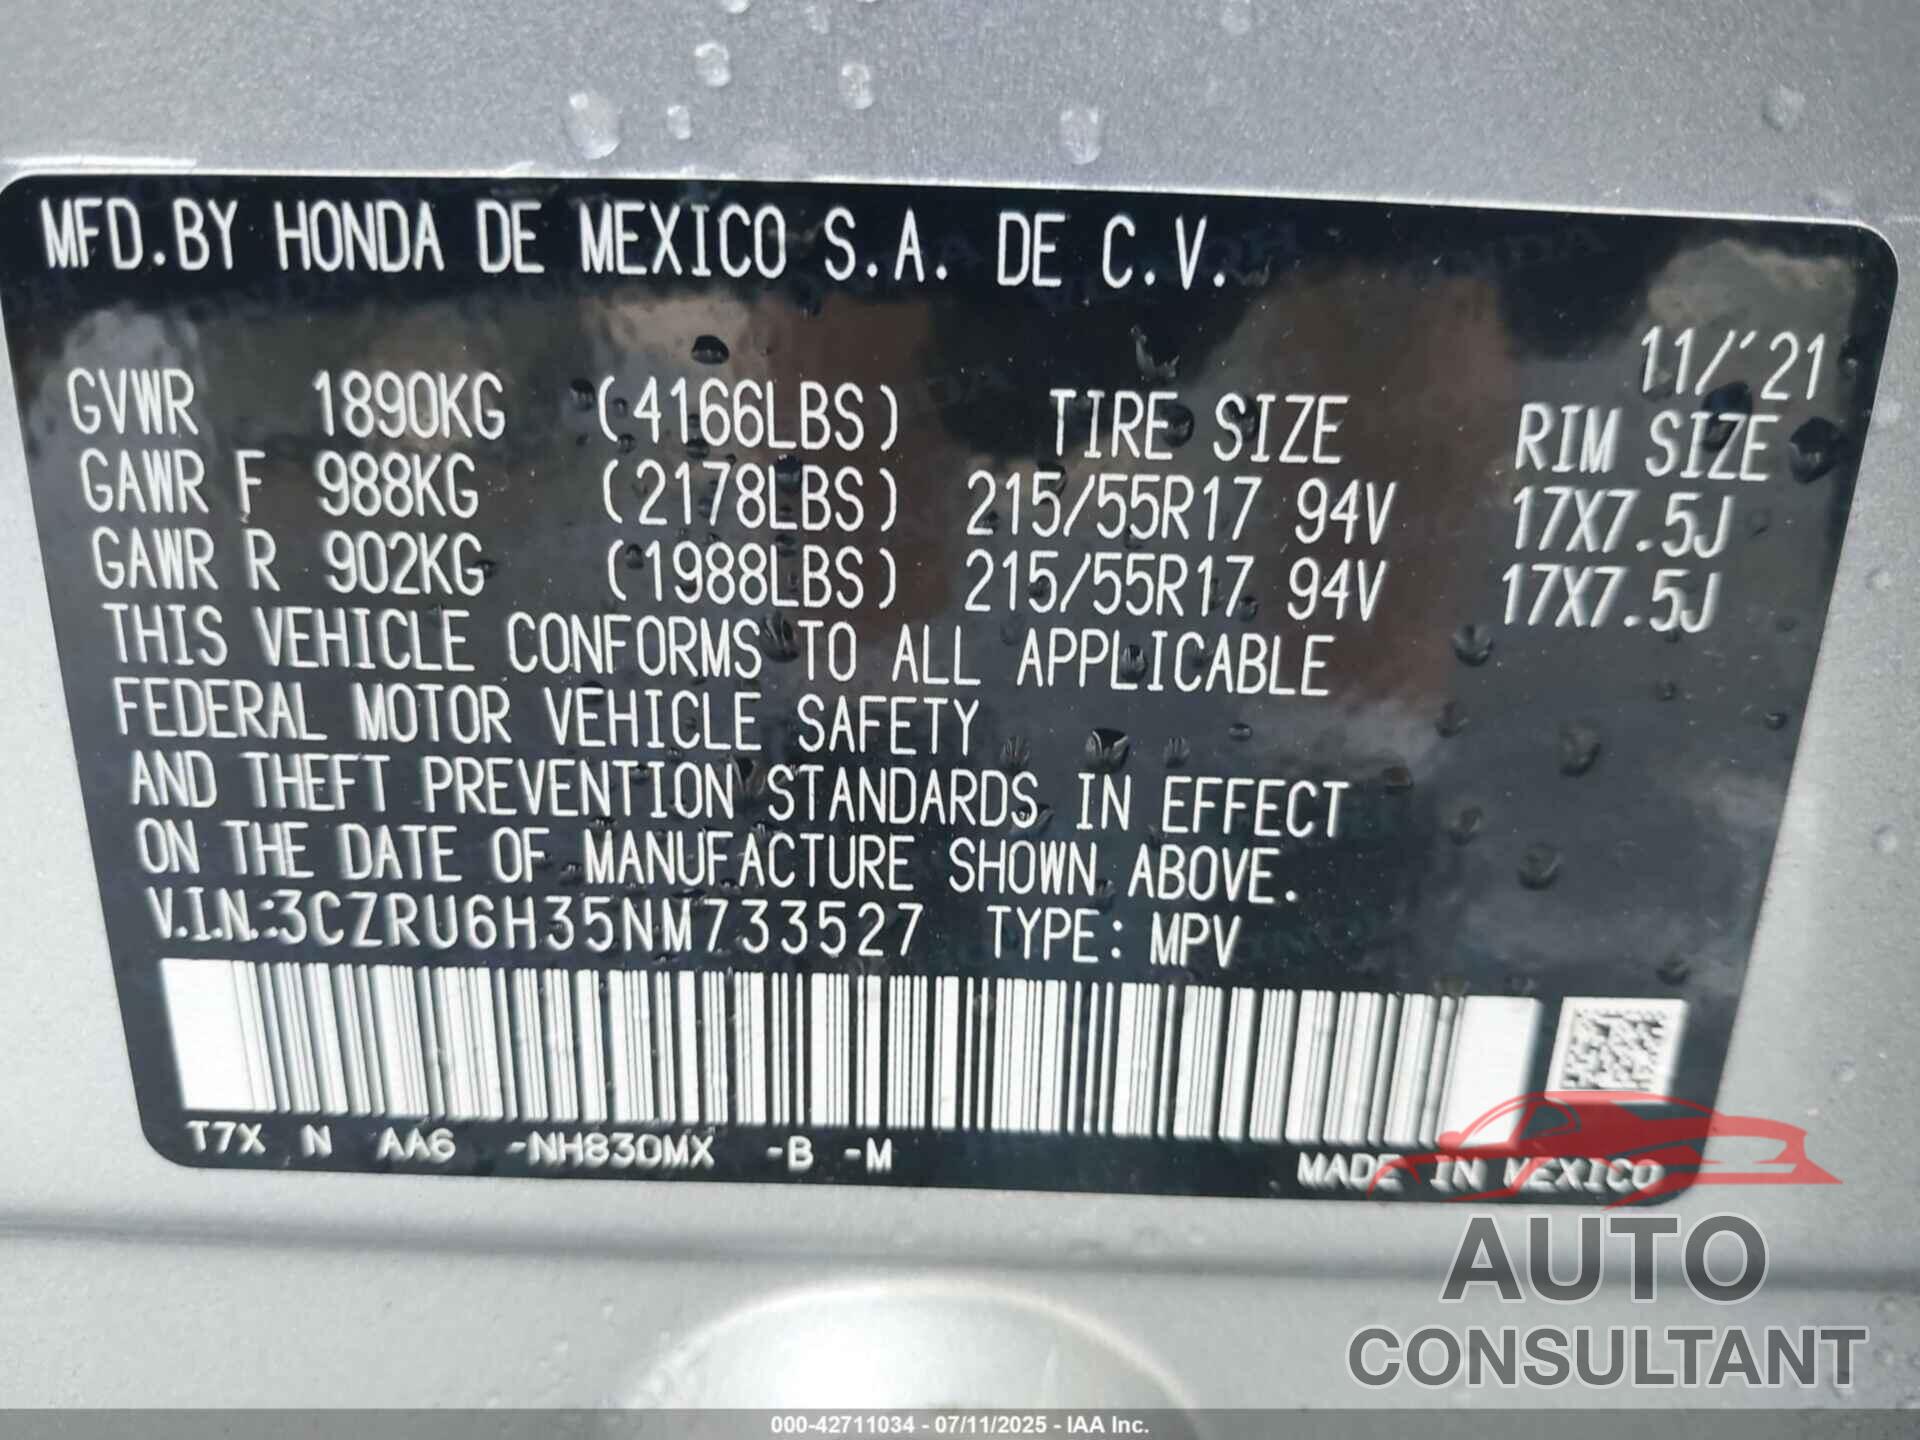 MFD.BY HONDA DE MEXICO S.A. DE C.V.
11/'21
GVWR 1890KG (4166LBS) TIRE SIZE RIM SIZE
GAWR F 988KG (2178LBS) 215/55R17 94V 17X7.5J
GAWR R 902KG (1988LBS) 215/55R17 94V 17X7.5J
THIS VEHICLE CONFORMS TO ALL APPLICABLE
FEDERAL MOTOR VEHICLE SAFETY
AND THEFT PREVENTION STANDARDS IN EFFECT
ON THE DATE OF MANUFACTURE SHOWN ABOVE.
V.I.N.:3CZRU6H35NM733527 TYPE: MPV
T7X N AA6 -NH830MX -B -M MADE IN MEXICO
AUTO
CONSULTANT
000-42711034 - 07/11/2025 - IAA Inc.